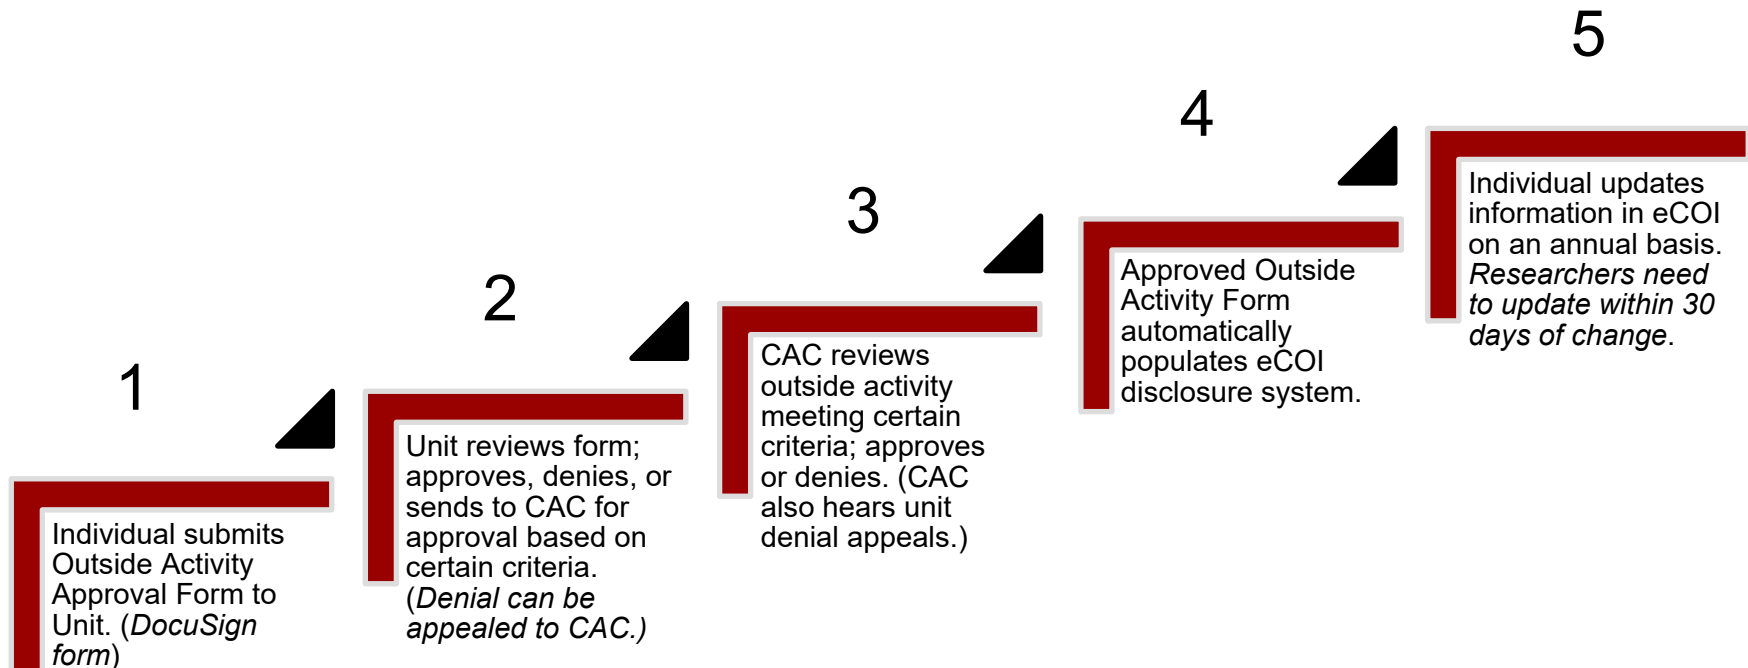 1
Individual submits
Outside Activity
Approval Form to
Unit. (DocuSign
form)
2
Unit reviews form;
approves, denies, or
sends to CAC for
approval based on
certain criteria.
(Denial can be
appealed to CAC.)
3
CAC reviews
outside activity
meeting certain
criteria; approves
or denies. (CAC
also hears unit
denial appeals.)
4
Approved Outside
Activity Form
automatically
populates eCOI
disclosure system.
5
Individual updates
information in eCOI
on an annual basis.
Researchers need
to update within 30
days of change.